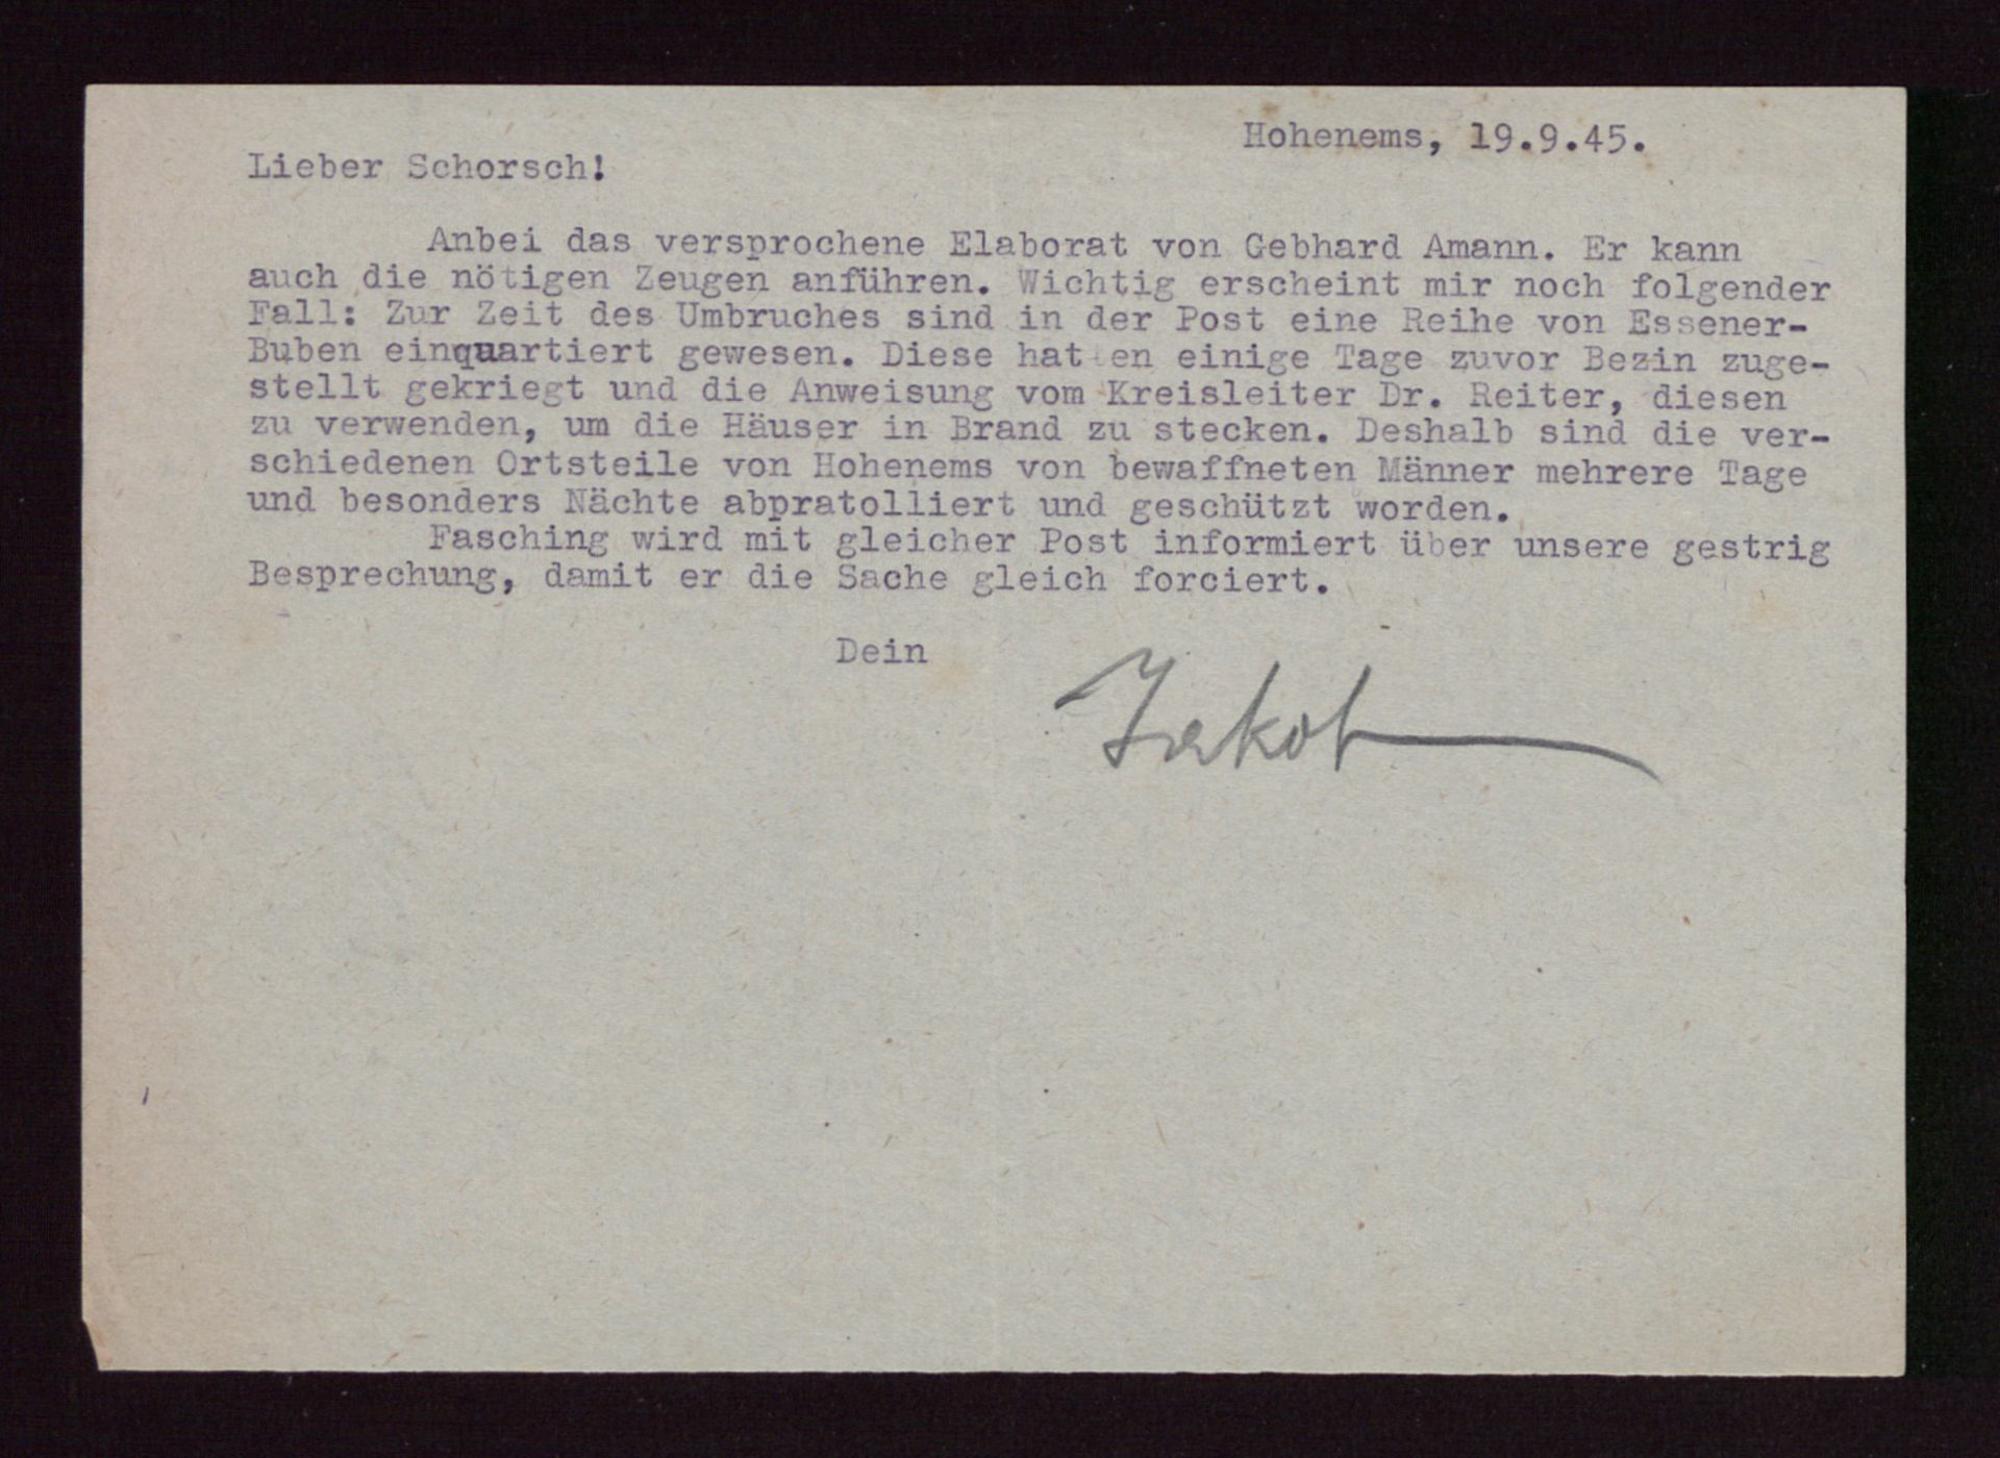 Hohenems, 19.9.45.
Lieber Schorsch!
Anbei das versprochene Elaborat von Gebhard Amann. Er kann
auch die nötigen Zeugen anführen. Wichtig erscheint mir noch folgender
Fall: Zur Zeit des Umbruches sind in der Post eine Reihe von Essener-
Buben einquartiert gewesen. Diese hatten einige Tage zuvor Bezin zuge-
stellt gekriegt und die Anweisung vom Kreisleiter Dr. Reiter, diesen
zu verwenden, um die Häuser in Brand zu stecken. Deshalb sind die ver-
schiedenen Ortsteile von Hohenems von bewaffneten Männer mehrere Tage
und besonders Nächte abpratolliert und geschützt worden.
Fasching wird mit gleicher Post informiert über unsere gestrig
Besprechung, damit er die Sache gleich forciert.
Dein
Jakob